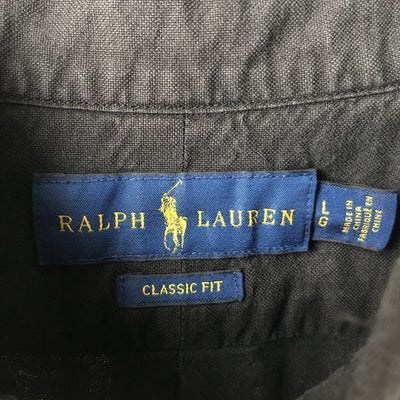 RALPH LAUREN
CLASSIC FIT
L
G
MADE IN
CHINA
FABRIQUÉ EN
CHINE